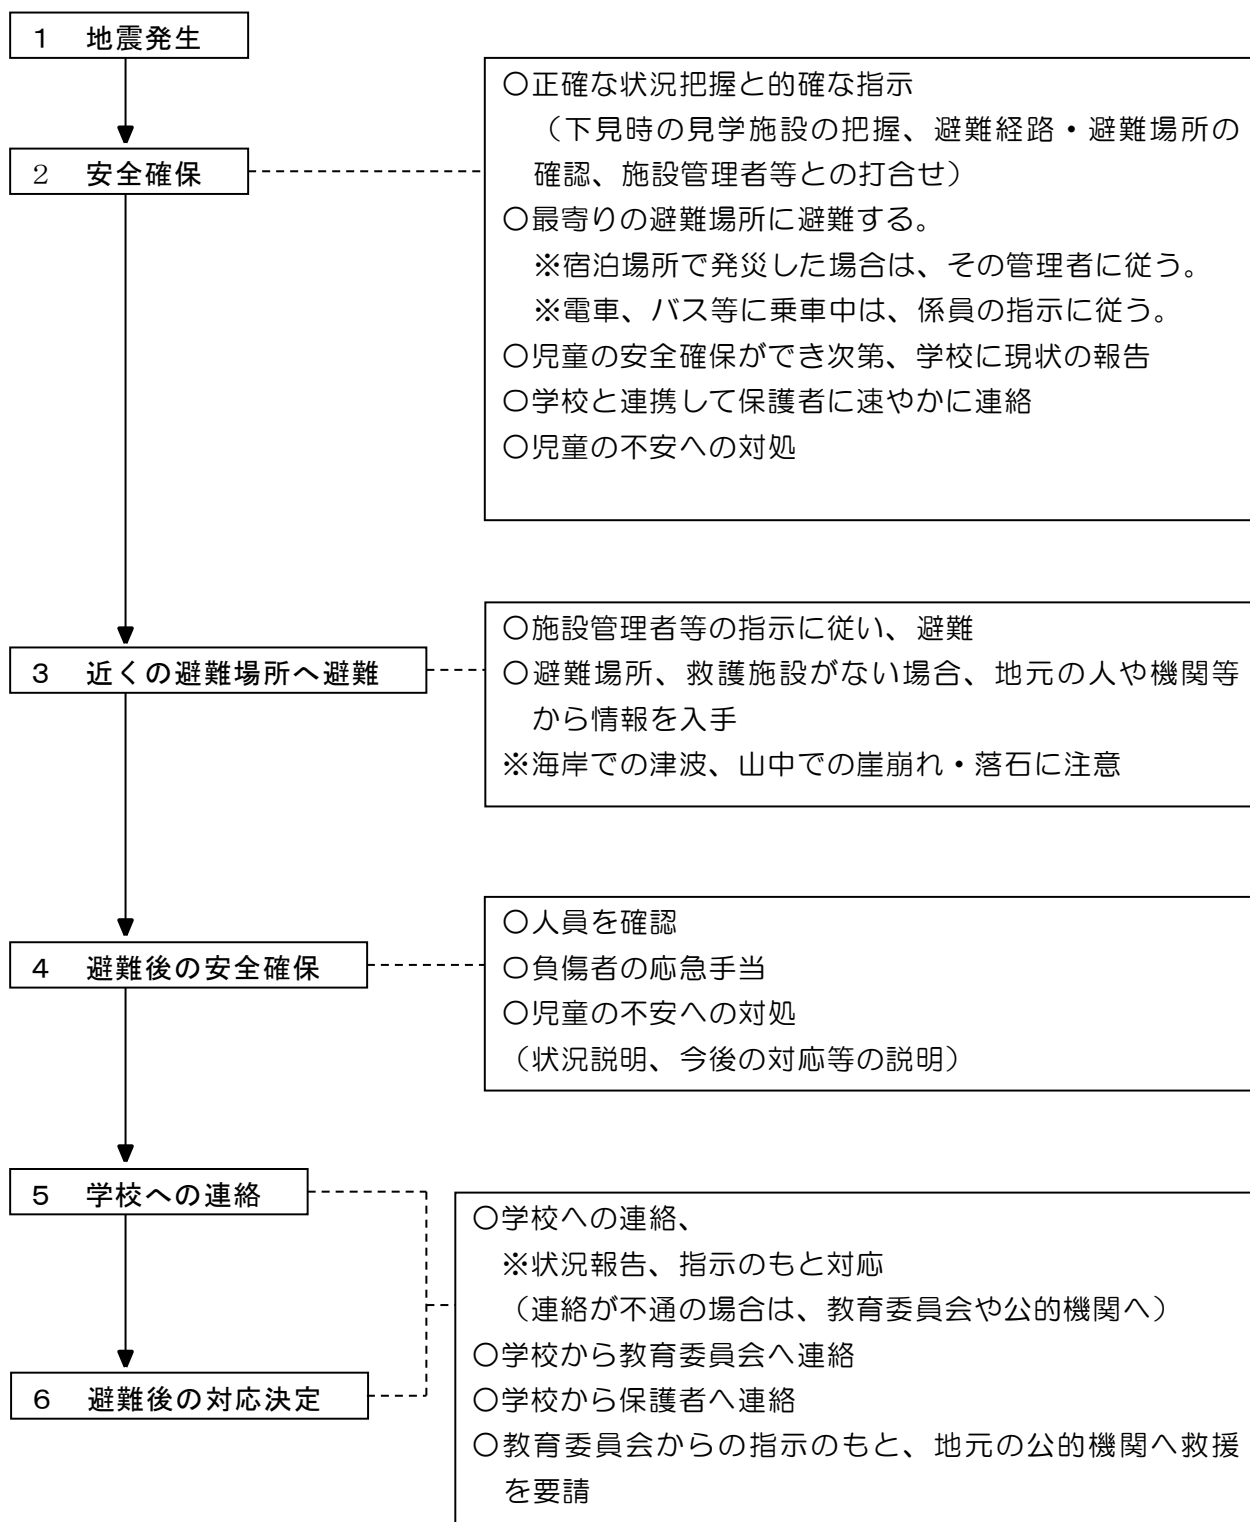 １　地震発生
２　安全確保
〇正確な状況把握と的確な指示
（下見時の見学施設の把握、避難経路・避難場所の
確認、施設管理者等との打合せ）
〇最寄りの避難場所に避難する。
※宿泊場所で発災した場合は、その管理者に従う。
※電車、バス等に乗車中は、係員の指示に従う。
〇児童の安全確保ができ次第、学校に現状の報告
〇学校と連携して保護者に速やかに連絡
〇児童の不安への対処
３　近くの避難場所へ避難
〇施設管理者等の指示に従い、避難
〇避難場所、救護施設がない場合、地元の人や機関等
から情報を入手
※海岸での津波、山中での崖崩れ・落石に注意
４　避難後の安全確保
〇人員を確認
〇負傷者の応急手当
〇児童の不安への対処
（状況説明、今後の対応等の説明）
５　学校への連絡
６　避難後の対応決定
〇学校への連絡、
※状況報告、指示のもと対応
（連絡が不通の場合は、教育委員会や公的機関へ）
〇学校から教育委員会へ連絡
〇学校から保護者へ連絡
〇教育委員会からの指示のもと、地元の公的機関へ救援
を要請